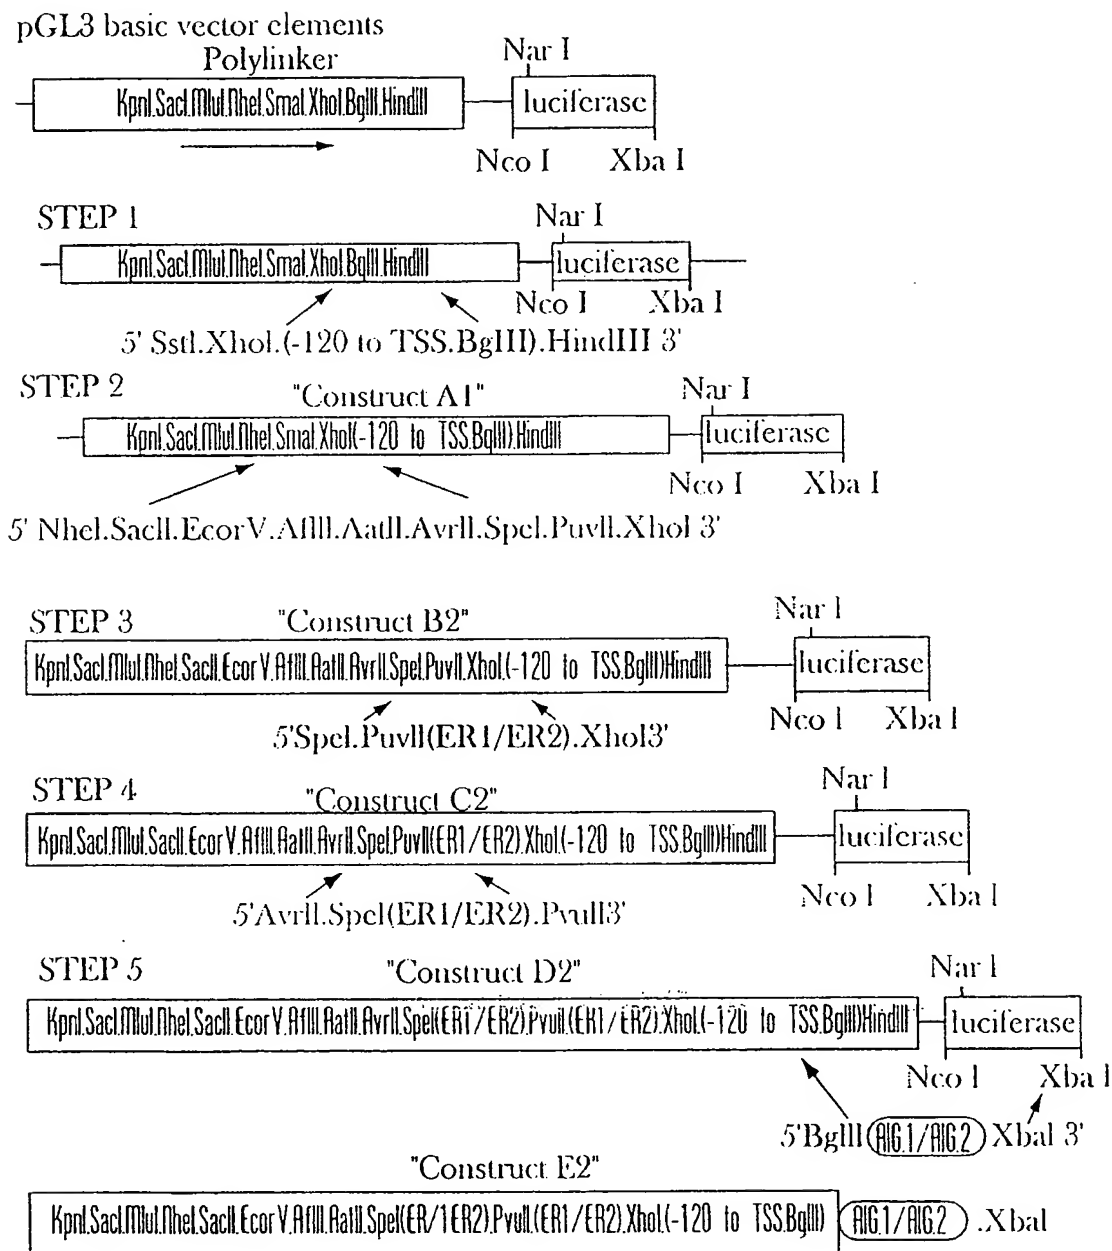 pGL3 basic vector elements
Polylinker
Nar I
KpnI.SacI.MluI.NheI.SmaI.XhoI.BglII.HindIII
luciferase
Nco I
Xba I
STEP 1
Nar I
KpnI.SacI.MluI.NheI.SmaI.XhoI.BglII.HindIII
luciferase
Nco I
Xba I
5' SstI.XhoI.(-120 to TSS.BglII).HindIII 3'
STEP 2
"Construct A1"
Nar I
KpnI.SacI.MluI.NheI.SmaI.XhoI(-120 to TSS.BglII).HindIII
luciferase
Nco I
Xba I
5' NheI.SacII.EcorV.AflII.AatII.AvrII.SpeI.PuvII.XhoI 3'
STEP 3
"Construct B2"
Nar I
KpnI.SacI.MluI.NheI.SacII.EcorV.AflII.AatII.AvrII.SpeI.PuvII.XhoI.(-120 to TSS.BglII)HindIII
luciferase
Nco I
Xba I
5'SpeI.PuvII(ER1/ER2).XhoI3'
STEP 4
"Construct C2"
Nar I
KpnI.SacI.MluI.SacII.EcorV.AflII.AatII.AvrII.SpeI.PuvII(ER1/ER2).XhoI.(-120 to TSS.BglII)HindIII
luciferase
Nco I
Xba I
5'AvrII.SpeI(ER1/ER2).PvuII3'
STEP 5
"Construct D2"
Nar I
KpnI.SacI.MluI.NheI.SacII.EcorV.AflII.AatII.AvrII.SpeI(ER1/ER2).PvuII.(ER1/ER2).XhoI.(-120 to TSS.BglII)HindIII
luciferase
Nco I
Xba I
5'BglII(AIG.1/AIG.2) XbaI 3'
"Construct E2"
KpnI.SacI.MluI.NheI.SacII.EcorV.AflII.AatII.SpeI(ER/1ER2).PvuII.(ER1/ER2).XhoI.(-120 to TSS.BglII) AIG1/AIG2 .XbaI